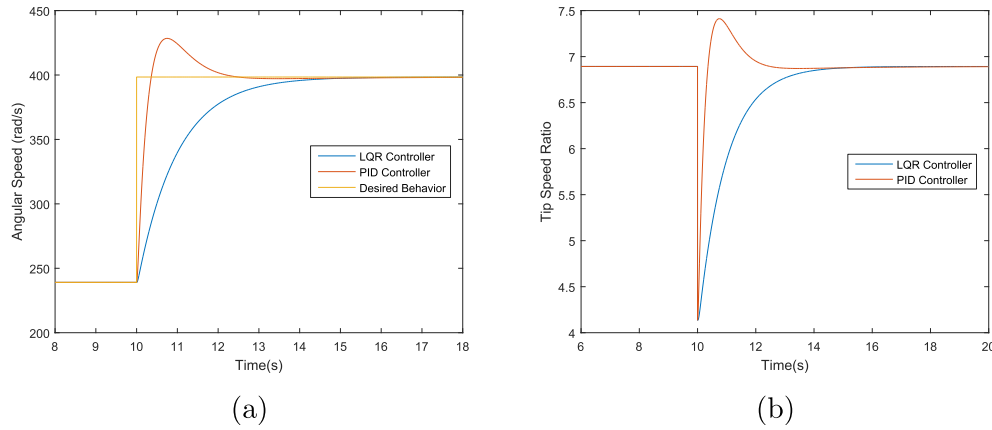 450
400
350
300
250
200
Angular Speed (rad/s)
8 9 10 11 12 13 14 15 16 17 18
Time(s)
LQR Controller
PID Controller
Desired Behavior
(a)
7.5
7
6.5
6
5.5
5
4.5
4
Tip Speed Ratio
6 8 10 12 14 16 18 20
Time(s)
LQR Controller
PID Controller
(b)